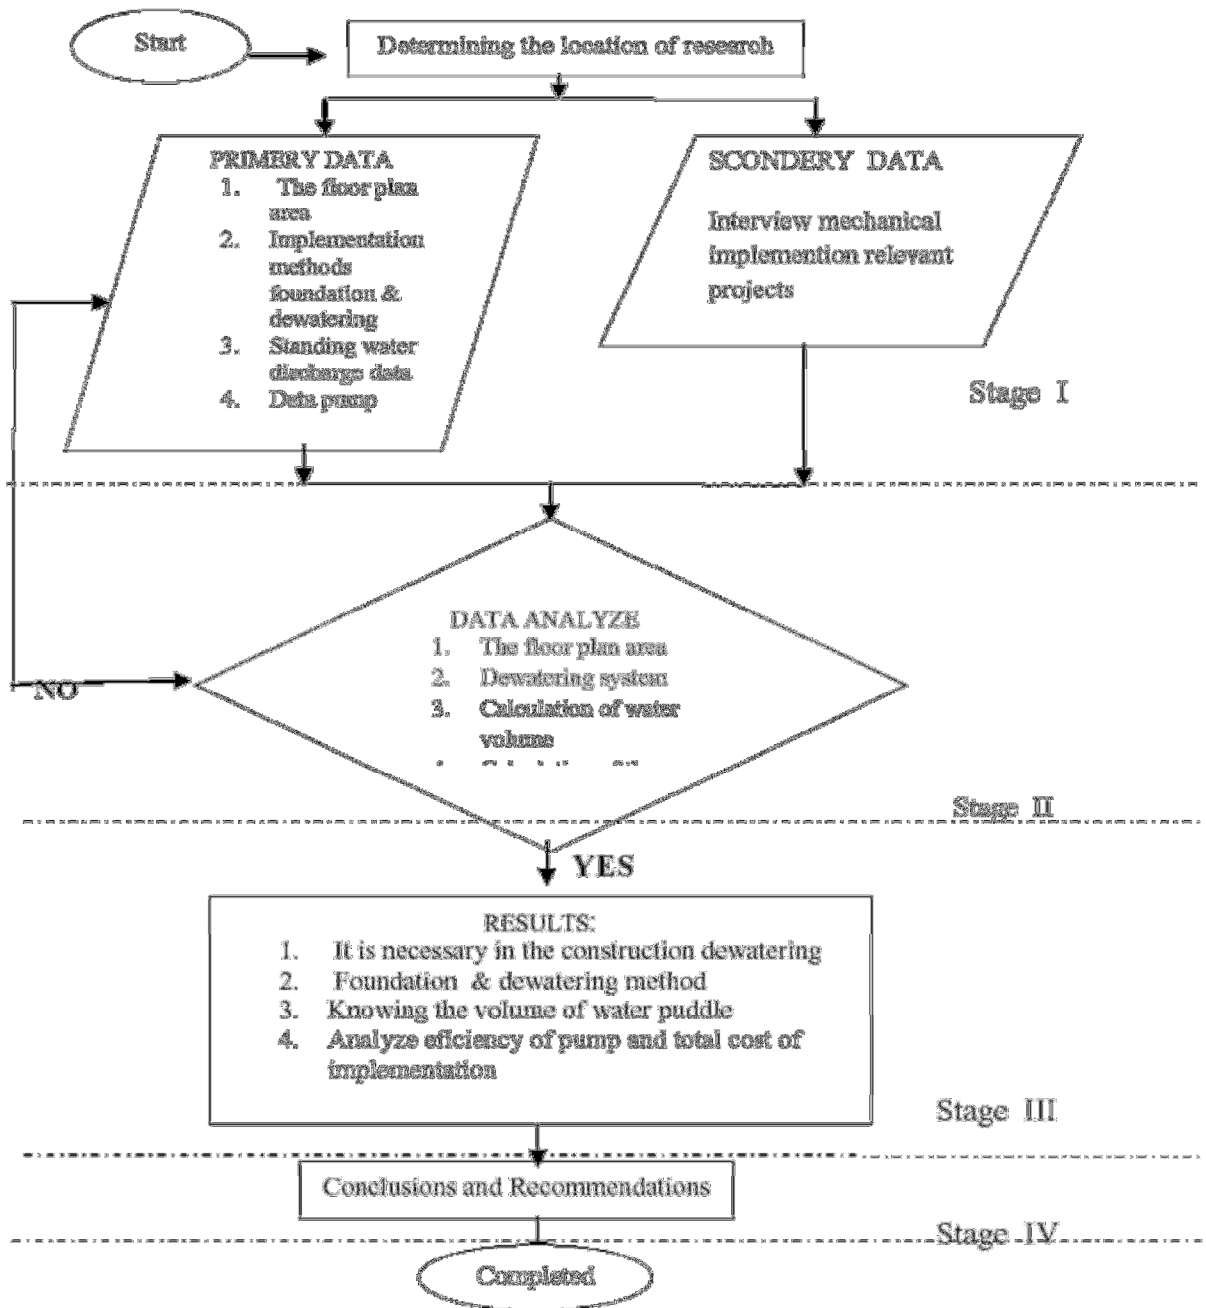 Start
Determining the location of research
PRIMERY DATA
1. The floor plan
area
2. Implementation
methods
foundation &
dewatering
3. Standing water
discharge data
4. Data pump
SCONDERY DATA
Interview mechanical
implemention relevant
projects
Stage I
DATA ANALYZE
1. The floor plan area
2. Dewatering system
3. Calculation of water
volume
NO
Stage II
YES
RESULTS:
1. It is necessary in the construction dewatering
2. Foundation & dewatering method
3. Knowing the volume of water puddle
4. Analyze eficiency of pump and total cost of
implementation
Stage III
Conclusions and Recommendations
Stage IV
Completed